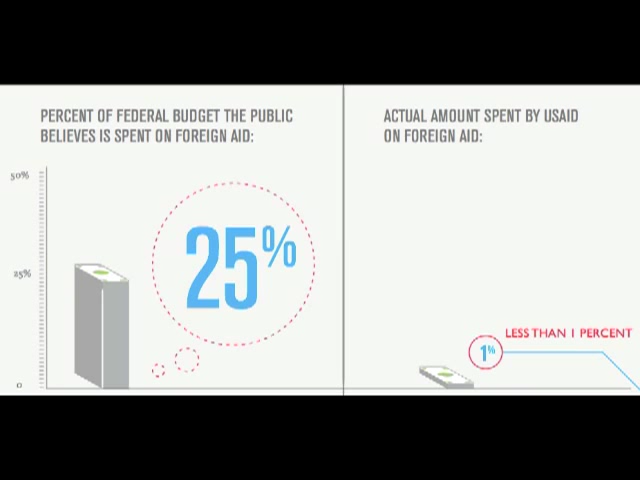 PERCENT OF FEDERAL BUDGET THE PUBLIC
BELIEVES IS SPENT ON FOREIGN AID:
50%
25%
0
25%
ACTUAL AMOUNT SPENT BY USAID
ON FOREIGN AID:
LESS THAN 1 PERCENT
1%